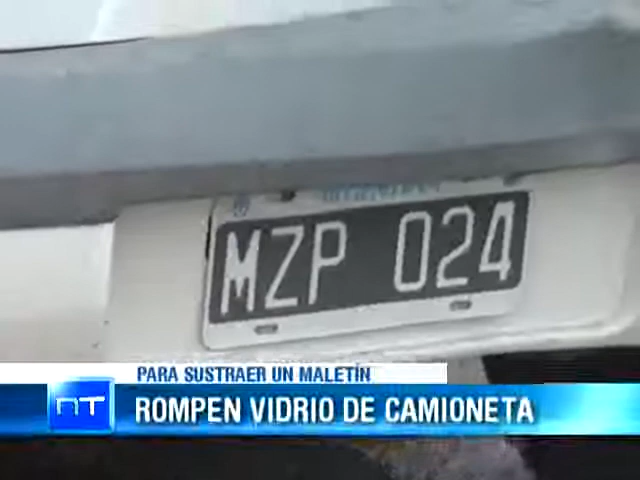 MZP 024
PARA SUSTRAER UN MALETÍN
NT ROMPEN VIDRIO DE CAMIONETA